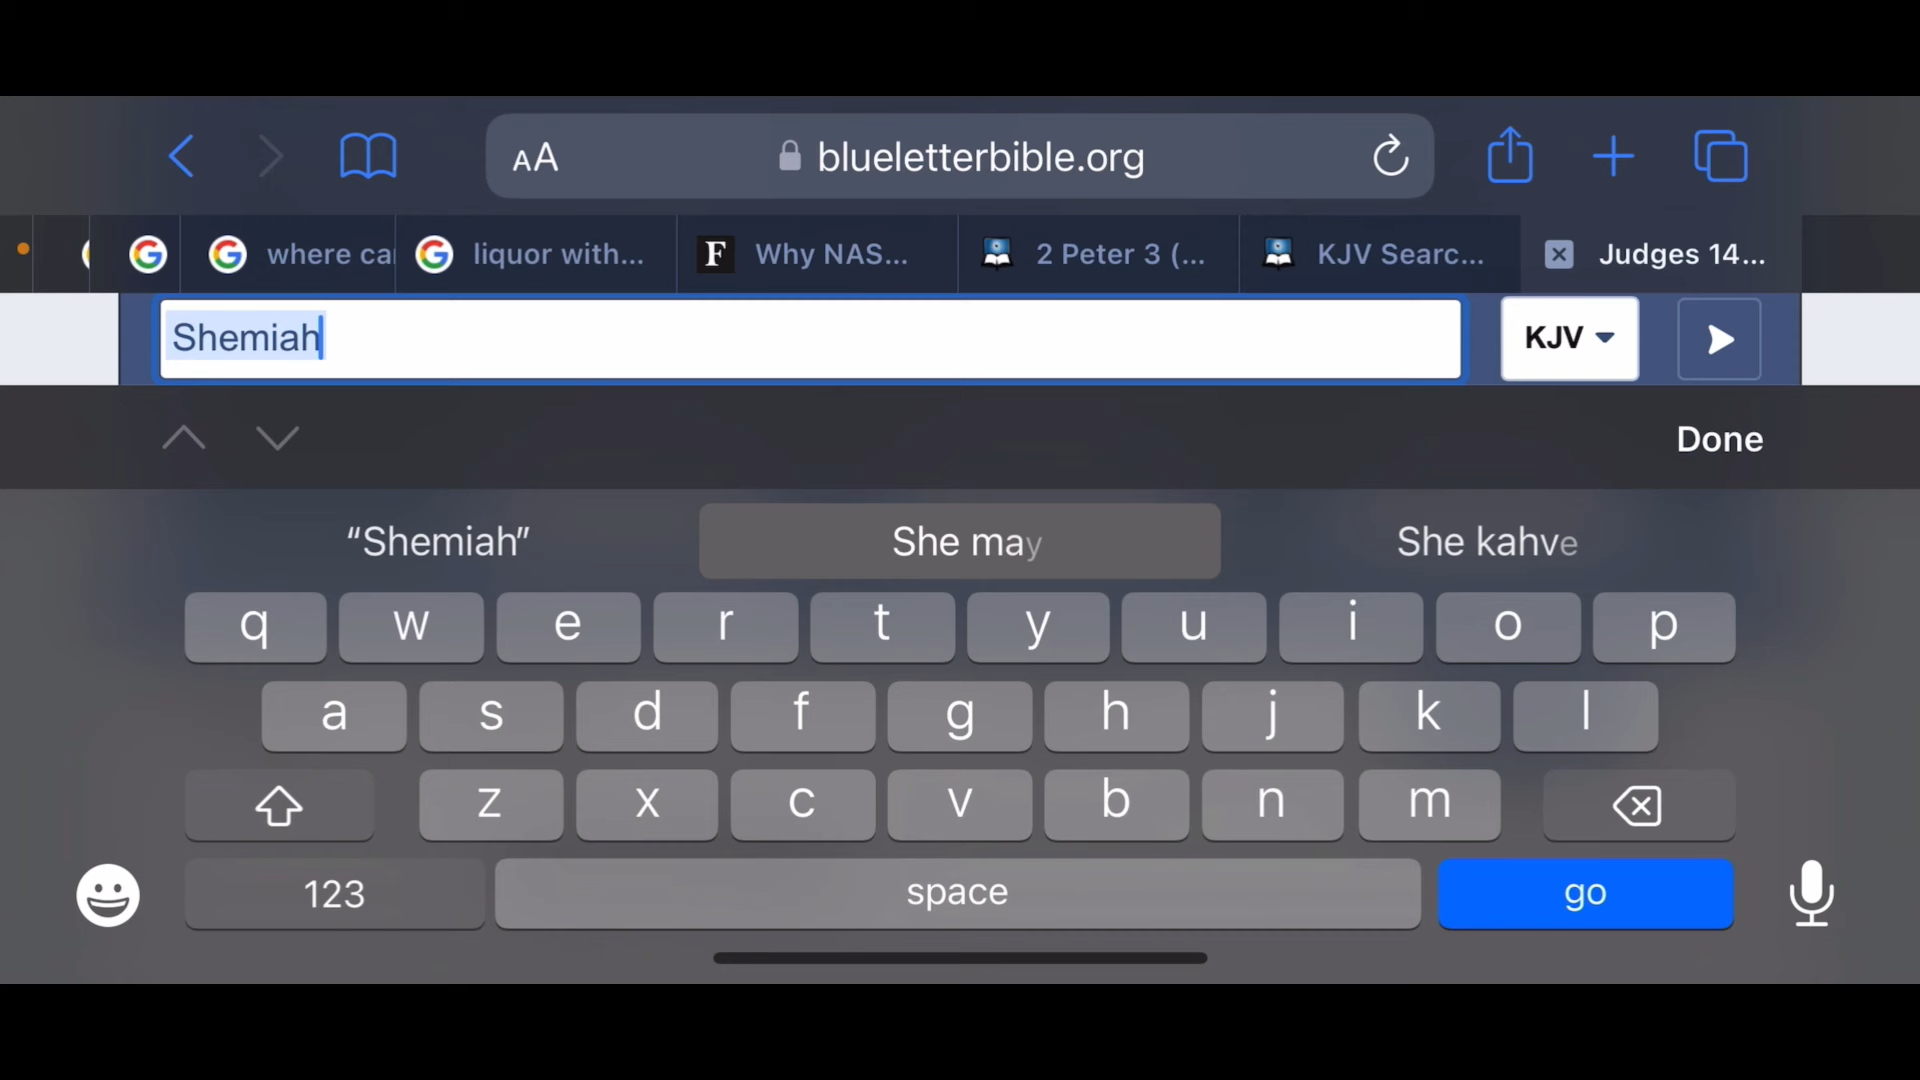 AA blueletterbible.org
where ca liquor with... F Why NAS... 2 Peter 3 (... KJV Searc... Judges 14...
Shemiah KJV
Done
“Shemiah” She may She kahve
q w e r t y u i o p
a s d f g h j k l
z x c v b n m
123 space go